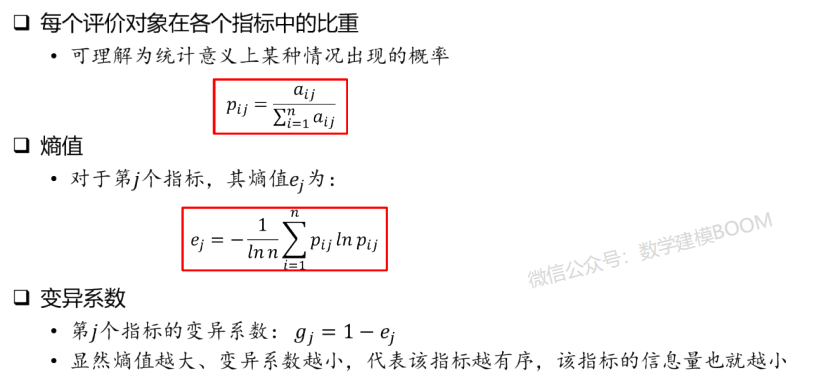 ❑ 每个评价对象在各个指标中的比重
• 可理解为统计意义上某种情况出现的概率
p_{ij} = \frac{a_{ij}}{\sum_{i=1}^{n} a_{ij}}
❑ 熵值
• 对于第j个指标，其熵值e_j为：
e_j = -\frac{1}{ln n} \sum_{i=1}^{n} p_{ij} ln p_{ij}
微信公众号：数学建模BOOM
❑ 变异系数
• 第j个指标的变异系数：g_j = 1 − e_j
• 显然熵值越大、变异系数越小，代表该指标越有序，该指标的信息量也就越小